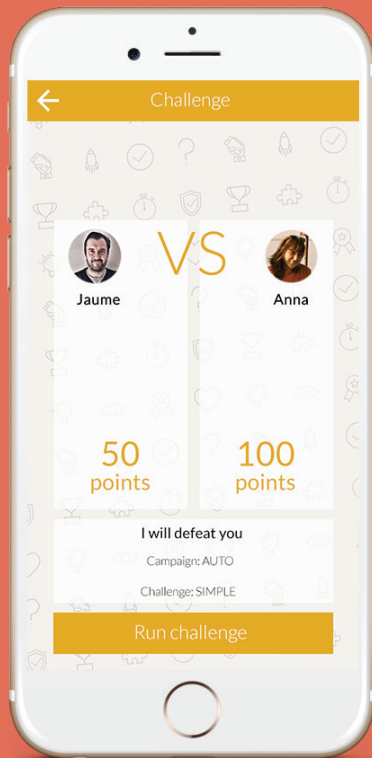 Challenge
VS
Jaume
Anna
50
points
100
points
I will defeat you
Campaign: AUTO
Challenge: SIMPLE
Run challenge